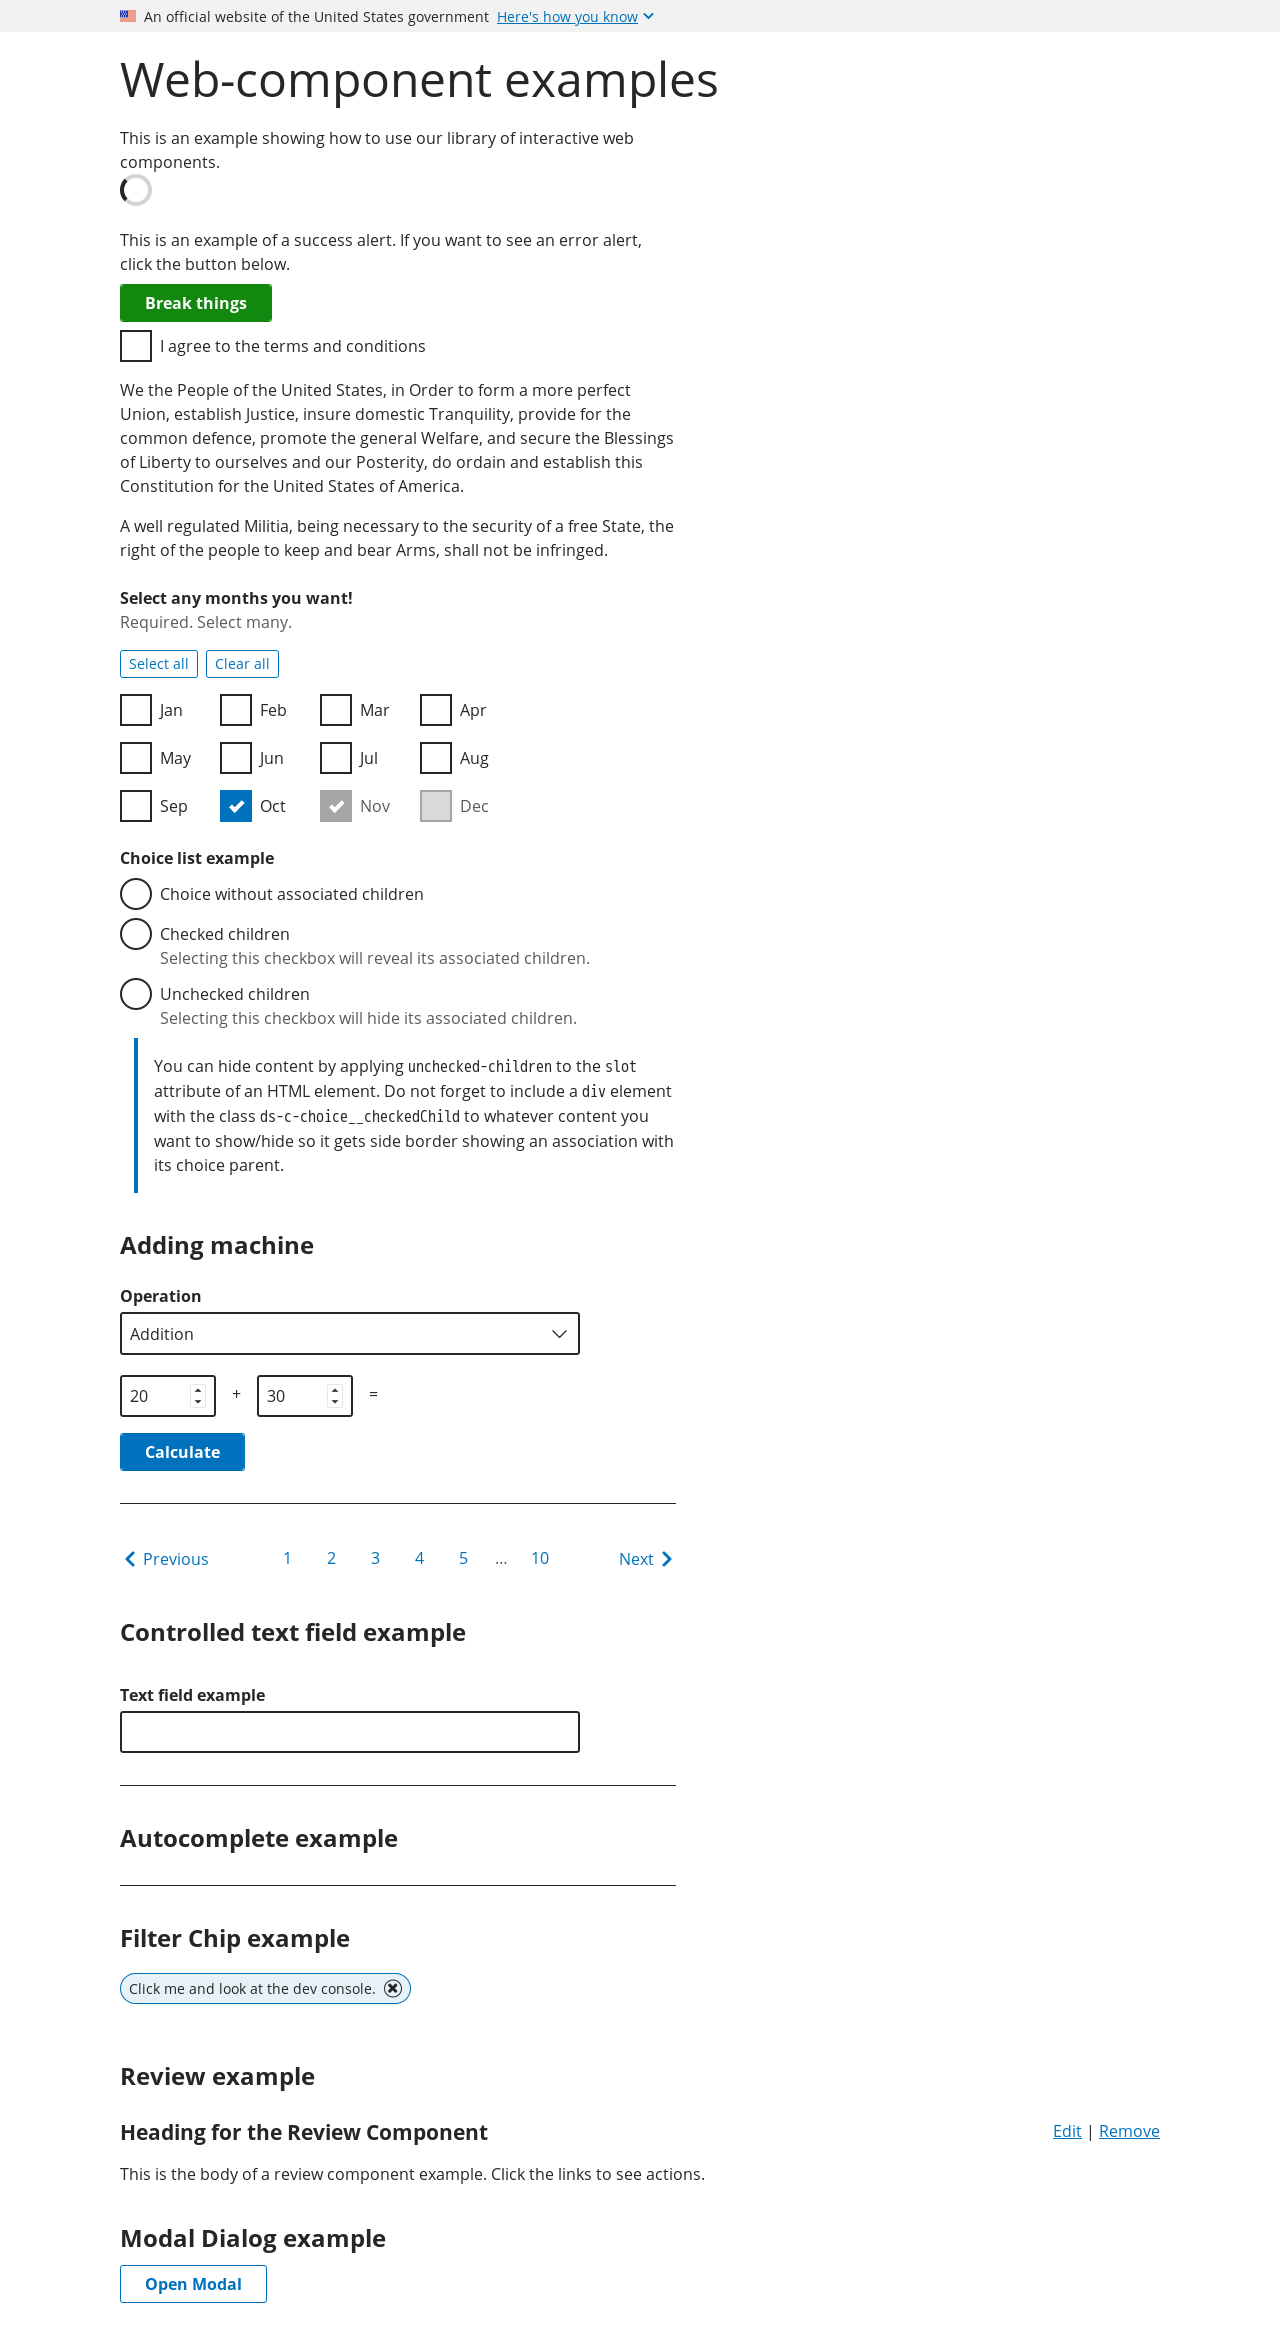 An official website of the United States government Here's how you know
Web-component examples
This is an example showing how to use our library of interactive web
components.
This is an example of a success alert. If you want to see an error alert,
click the button below.
Break things
I agree to the terms and conditions
We the People of the United States, in Order to form a more perfect
Union, establish Justice, insure domestic Tranquility, provide for the
common defence, promote the general Welfare, and secure the Blessings
of Liberty to ourselves and our Posterity, do ordain and establish this
Constitution for the United States of America.
A well regulated Militia, being necessary to the security of a free State, the
right of the people to keep and bear Arms, shall not be infringed.
Select any months you want!
Required. Select many.
Select all Clear all
Jan Feb Mar Apr
May Jun Jul Aug
Sep Oct Nov Dec
Choice list example
Choice without associated children
Checked children
Selecting this checkbox will reveal its associated children.
Unchecked children
Selecting this checkbox will hide its associated children.
You can hide content by applying unchecked-children to the slot
attribute of an HTML element. Do not forget to include a div element
with the class ds-c-choice__checkedChild to whatever content you
want to show/hide so it gets side border showing an association with
its choice parent.
Adding machine
Operation
Addition
20 + 30 =
Calculate
Previous 1 2 3 4 5 … 10 Next
Controlled text field example
Text field example
Autocomplete example
Filter Chip example
Click me and look at the dev console.
Review example
Heading for the Review Component Edit | Remove
This is the body of a review component example. Click the links to see actions.
Modal Dialog example
Open Modal